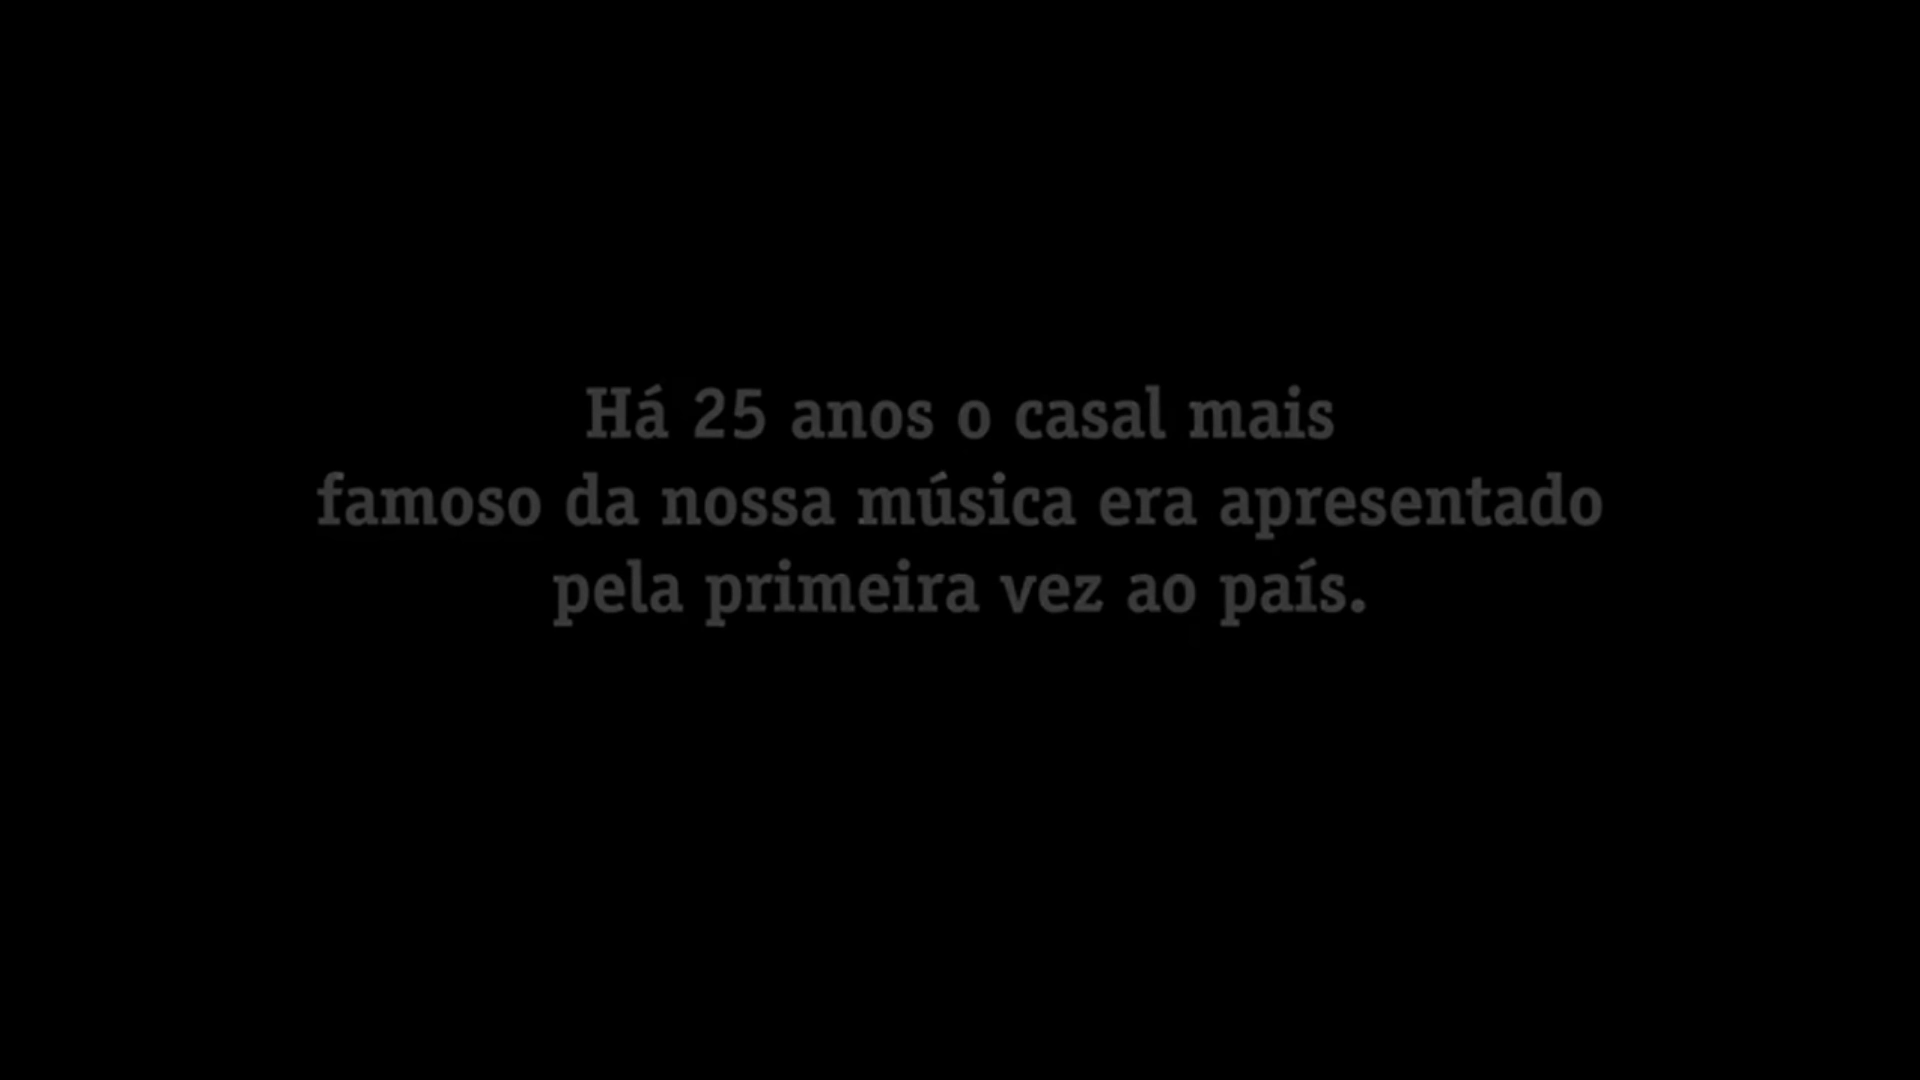 Há 25 anos o casal mais
famoso da nossa música era apresentado
pela primeira vez ao país.